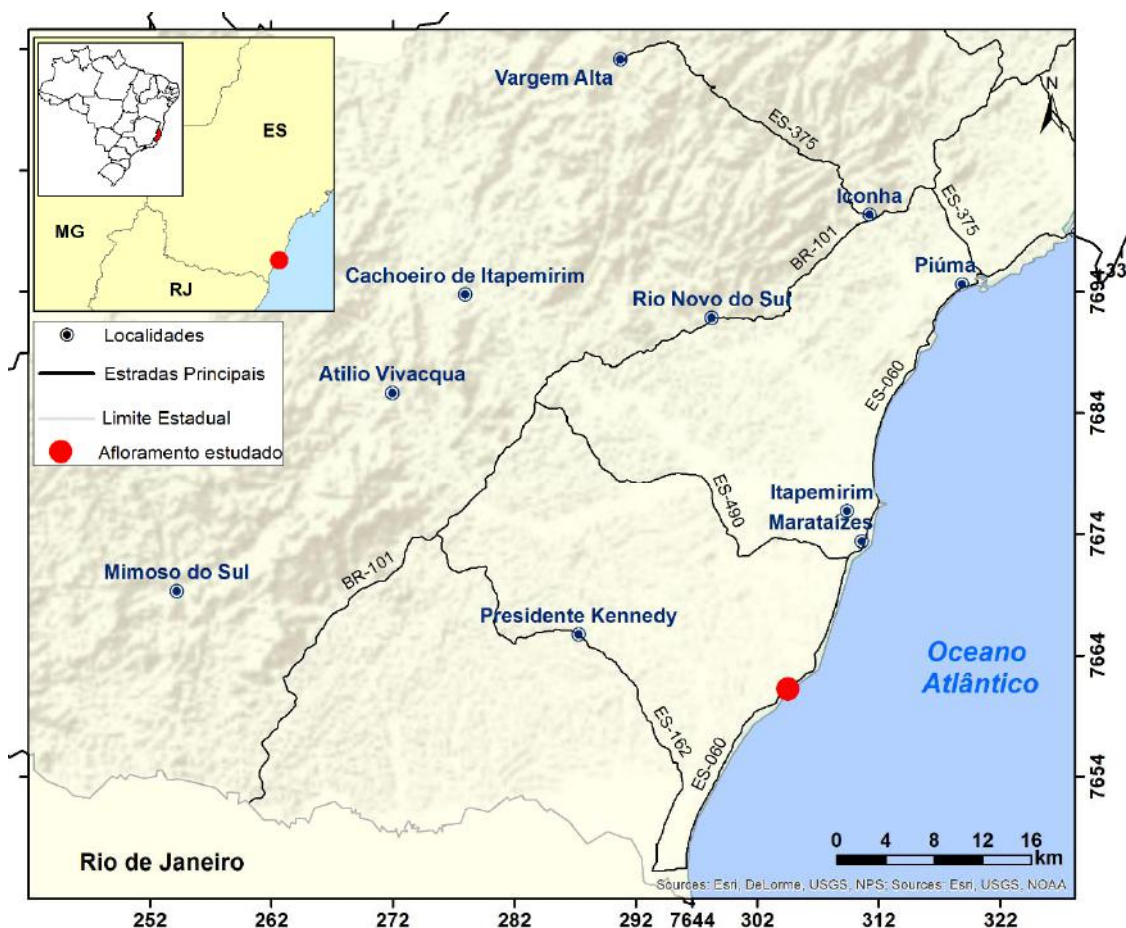 Vargem Alta
N
ES-375
ES
Iconha
ES-375
MG
BR-101
Piúma
RJ
Cachoeiro de Itapemirim
Rio Novo do Sul
7694
Localidades
Estradas Principais
Limite Estadual
Afloramento estudado
Atilio Vivacqua
ES-060
7684
ES-490
Itapemirim
Marataízes
7674
BR-101
Mimoso do Sul
Presidente Kennedy
Oceano
Atlântico
7664
ES-162
ES-060
7654
Rio de Janeiro
0 4 8 12 16
km
Sources: Esri, DeLorme, USGS, NPS; Sources: Esri, USGS, NOAA
252 262 272 282 292 7644 302 312 322